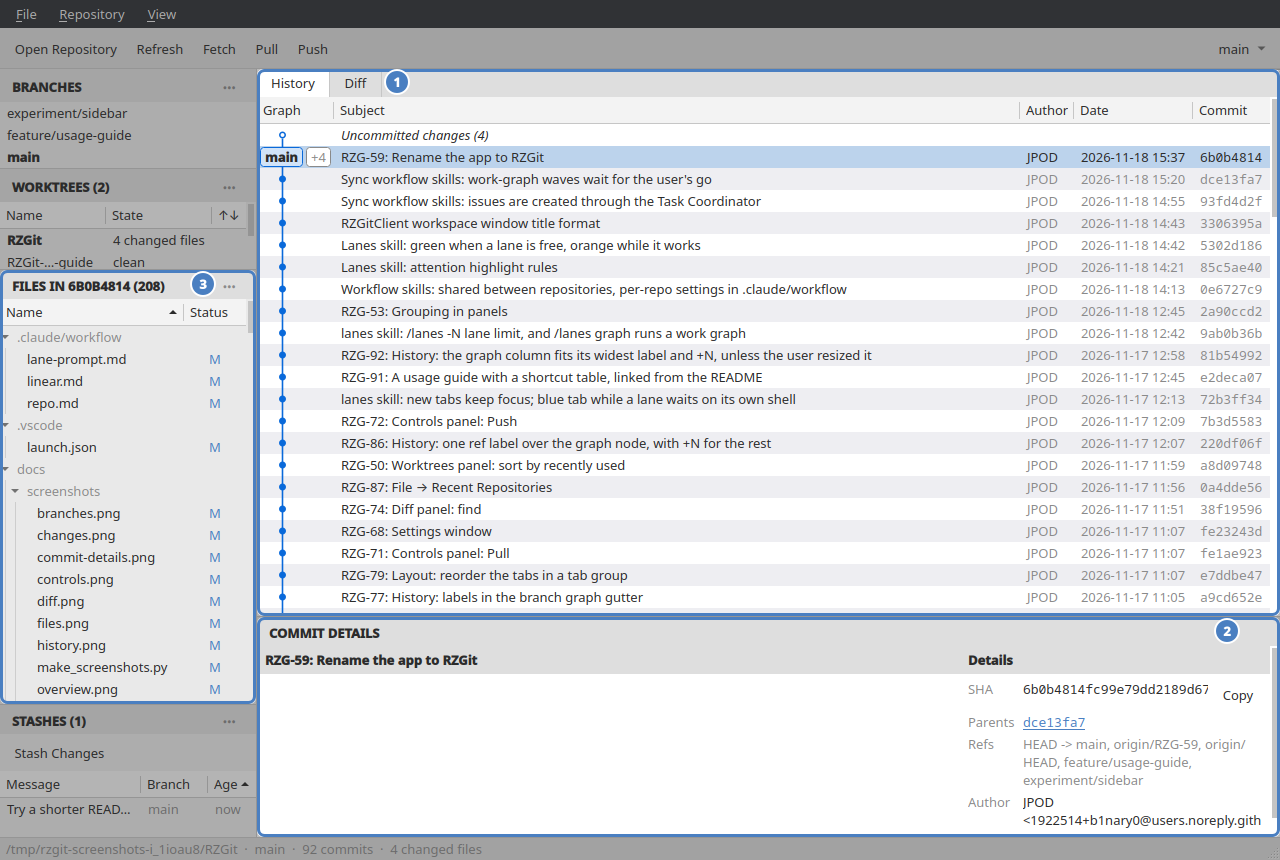 File Repository View
Open Repository Refresh Fetch Pull Push main
BRANCHES ...
experiment/sidebar
feature/usage-guide
main
WORKTREES (2) ...
Name State ↑↓
RZGit 4 changed files
RZGit-...-guide clean
FILES IN 6B0B4814 (208) 3 ...
Name Status
.claude/workflow
lane-prompt.md M
linear.md M
repo.md M
.vscode
launch.json M
docs
screenshots
branches.png M
changes.png M
commit-details.png M
controls.png M
diff.png M
files.png M
history.png M
make_screenshots.py M
overview.png M
STASHES (1) ...
Stash Changes
Message Branch Age
Try a shorter READ... main now
History Diff 1
Graph Subject Author Date Commit
Uncommitted changes (4)
main +4 RZG-59: Rename the app to RZGit JPOD 2026-11-18 15:37 6b0b4814
Sync workflow skills: work-graph waves wait for the user's go JPOD 2026-11-18 15:20 dce13fa7
Sync workflow skills: issues are created through the Task Coordinator JPOD 2026-11-18 14:55 93fd4d2f
RZGitClient workspace window title format JPOD 2026-11-18 14:43 3306395a
Lanes skill: green when a lane is free, orange while it works JPOD 2026-11-18 14:42 5302d186
Lanes skill: attention highlight rules JPOD 2026-11-18 14:21 85c5ae40
Workflow skills: shared between repositories, per-repo settings in .claude/workflow JPOD 2026-11-18 14:13 0e6727c9
RZG-53: Grouping in panels JPOD 2026-11-18 12:45 2a90ccd2
lanes skill: /lanes -N lane limit, and /lanes graph runs a work graph JPOD 2026-11-18 12:42 9ab0b36b
RZG-92: History: the graph column fits its widest label and +N, unless the user resized it JPOD 2026-11-17 12:58 81b54992
RZG-91: A usage guide with a shortcut table, linked from the README JPOD 2026-11-17 12:45 e2deca07
lanes skill: new tabs keep focus; blue tab while a lane waits on its own shell JPOD 2026-11-17 12:13 72b3ff34
RZG-72: Controls panel: Push JPOD 2026-11-17 12:09 7b3d5583
RZG-86: History: one ref label over the graph node, with +N for the rest JPOD 2026-11-17 12:07 220df06f
RZG-50: Worktrees panel: sort by recently used JPOD 2026-11-17 11:59 a8d09748
RZG-87: File → Recent Repositories JPOD 2026-11-17 11:56 0a4dde56
RZG-74: Diff panel: find JPOD 2026-11-17 11:51 38f19596
RZG-68: Settings window JPOD 2026-11-17 11:07 fe23243d
RZG-71: Controls panel: Pull JPOD 2026-11-17 11:07 fe1ae923
RZG-79: Layout: reorder the tabs in a tab group JPOD 2026-11-17 11:07 e7ddbe47
RZG-77: History: labels in the branch graph gutter JPOD 2026-11-17 11:05 a9cd652e
COMMIT DETAILS 2
RZG-59: Rename the app to RZGit
Details
SHA 6b0b4814fc99e79dd2189d67 Copy
Parents dce13fa7
Refs HEAD -> main, origin/RZG-59, origin/
HEAD, feature/usage-guide,
experiment/sidebar
Author JPOD
<1922514+b1nary0@users.noreply.gith
/tmp/rzgit-screenshots-i_1ioau8/RZGit · main · 92 commits · 4 changed files